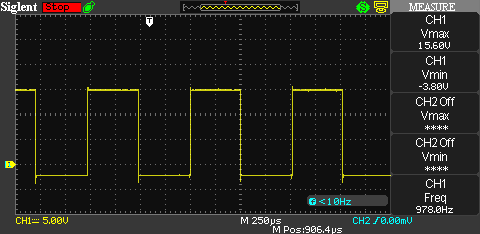 Siglent Stop MEASURE
T
CH1
Vmax
15.60V
CH1
Vmin
-3.80V
CH2 Off
Vmax
****
CH2 Off
Vmin
****
CH1
Freq
978.0Hz
<10Hz
CH1 5.00V M 250µs CH2 0.00mV
M Pos:906.4µs